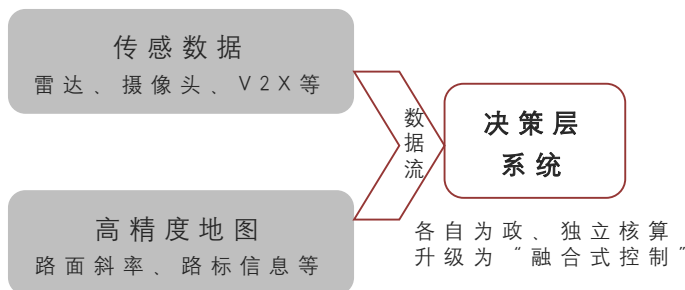 传感数据
雷达、摄像头、V2X等
数
据
流
决策层
系统
高精度地图
路面斜率、路标信息等
各自为政、独立核算
升级为“融合式控制”